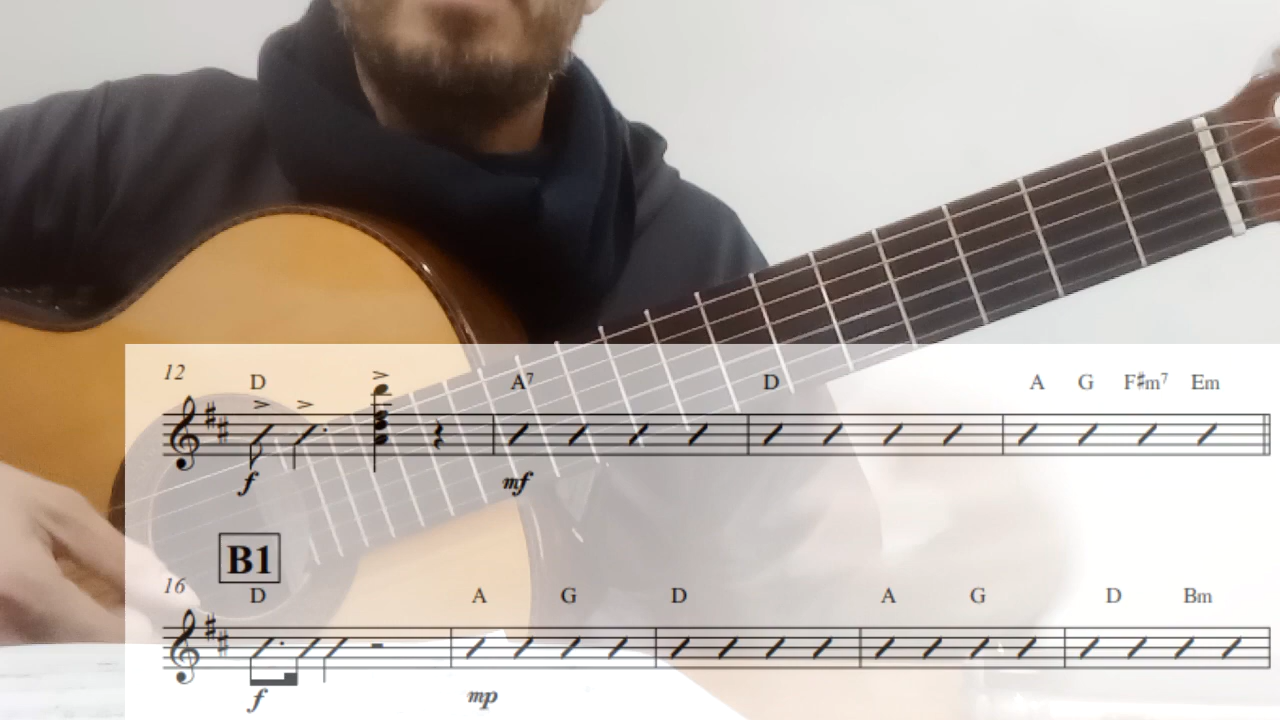 12
D A7 D A G F♯m7 Em
f mf
B1
16
D A G D A G D Bm
f mp